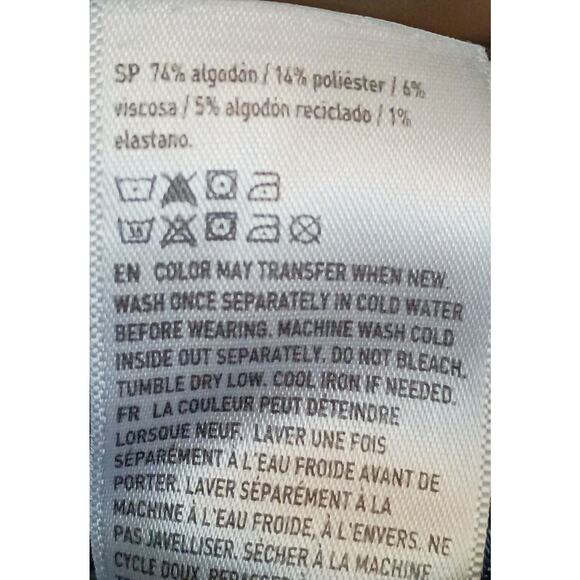 SP 74% algodón / 14% poliéster / 6%
viscosa / 5% algodón reciclado / 1%
elastano.
30
EN COLOR MAY TRANSFER WHEN NEW.
WASH ONCE SEPARATELY IN COLD WATER
BEFORE WEARING. MACHINE WASH COLD
INSIDE OUT SEPARATELY. DO NOT BLEACH.
TUMBLE DRY LOW. COOL IRON IF NEEDED.
FR LA COULEUR PEUT DÉTEINDRE
LORSQUE NEUF. LAVER UNE FOIS
SÉPARÉMENT À L'EAU FROIDE AVANT DE
PORTER. LAVER SÉPARÉMENT À LA
MACHINE À L'EAU FROIDE, À L'ENVERS. NE
PAS JAVELLISER. SÉCHER À LA MACHINE
CYCLE DOUX.